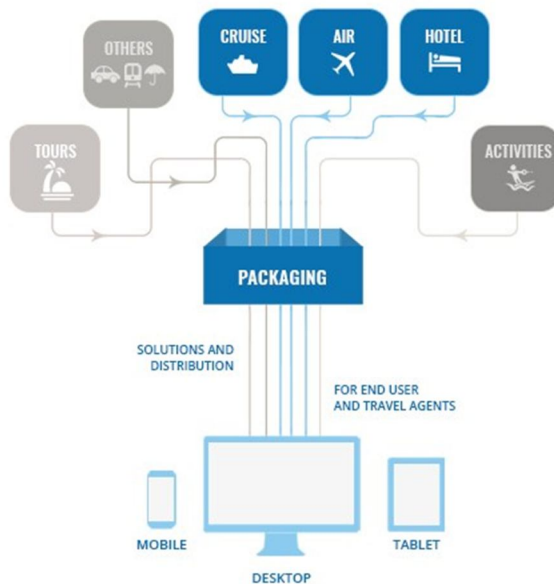 OTHERS
CRUISE
AIR
HOTEL
TOURS
ACTIVITIES
PACKAGING
SOLUTIONS AND
DISTRIBUTION
FOR END USER
AND TRAVEL AGENTS
MOBILE
TABLET
DESKTOP